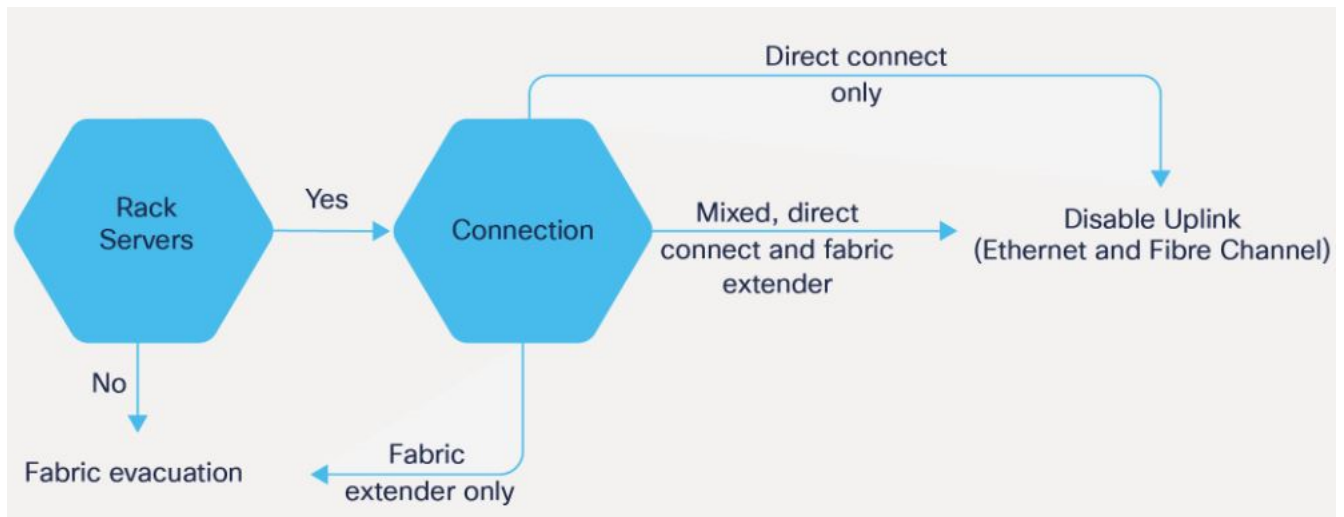 Direct connect
only
Rack
Servers
Yes
Connection
Mixed, direct
connect and fabric
extender
Disable Uplink
(Ethernet and Fibre Channel)
No
Fabric evacuation
Fabric
extender only